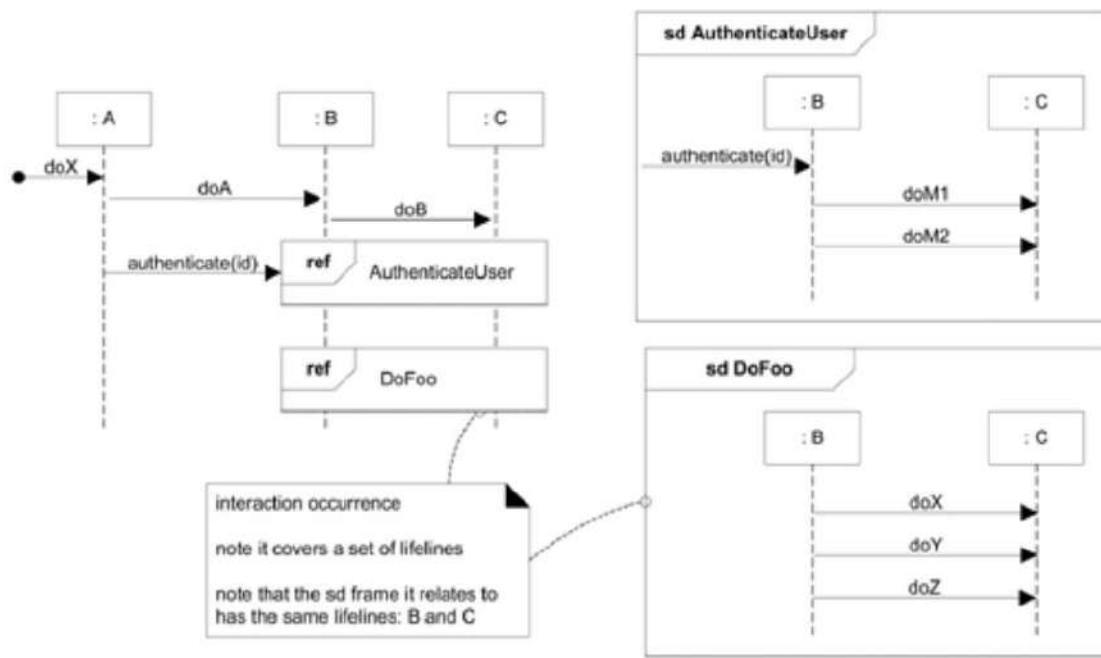 sd AuthenticateUser
: A
: B
: C
: B
: C
doX
authenticate(id)
doA
doM1
doB
doM2
authenticate(id)
ref
AuthenticateUser
ref
DoFoo
sd DoFoo
: B
: C
interaction occurrence
note it covers a set of lifelines
note that the sd frame it relates to
has the same lifelines: B and C
doX
doY
doZ